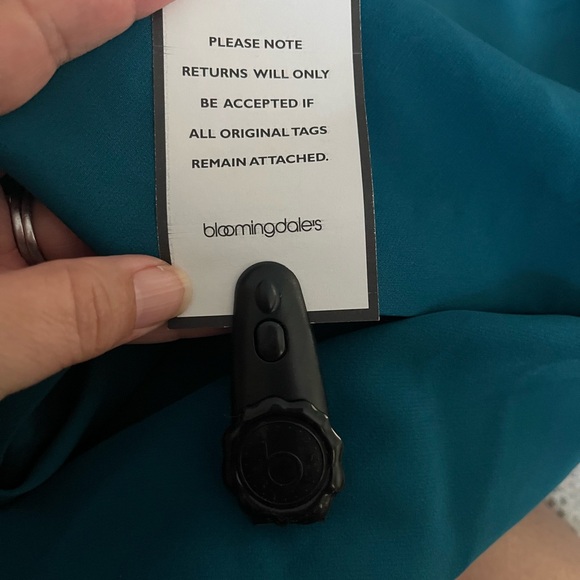 PLEASE NOTE
RETURNS WILL ONLY
BE ACCEPTED IF
ALL ORIGINAL TAGS
REMAIN ATTACHED.
bloomingdale's
b